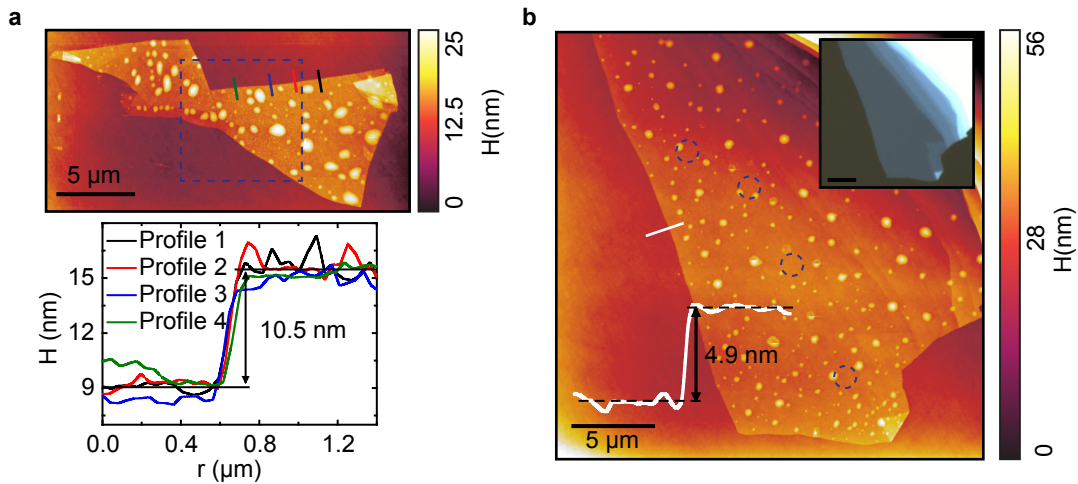 a
25
12.5
0
H(nm)
5 µm
Profile 1
Profile 2
Profile 3
Profile 4
15
9
H (nm)
10.5 nm
0.0 0.4 0.8 1.2
r (µm)
b
56
28
0
H(nm)
4.9 nm
5 µm